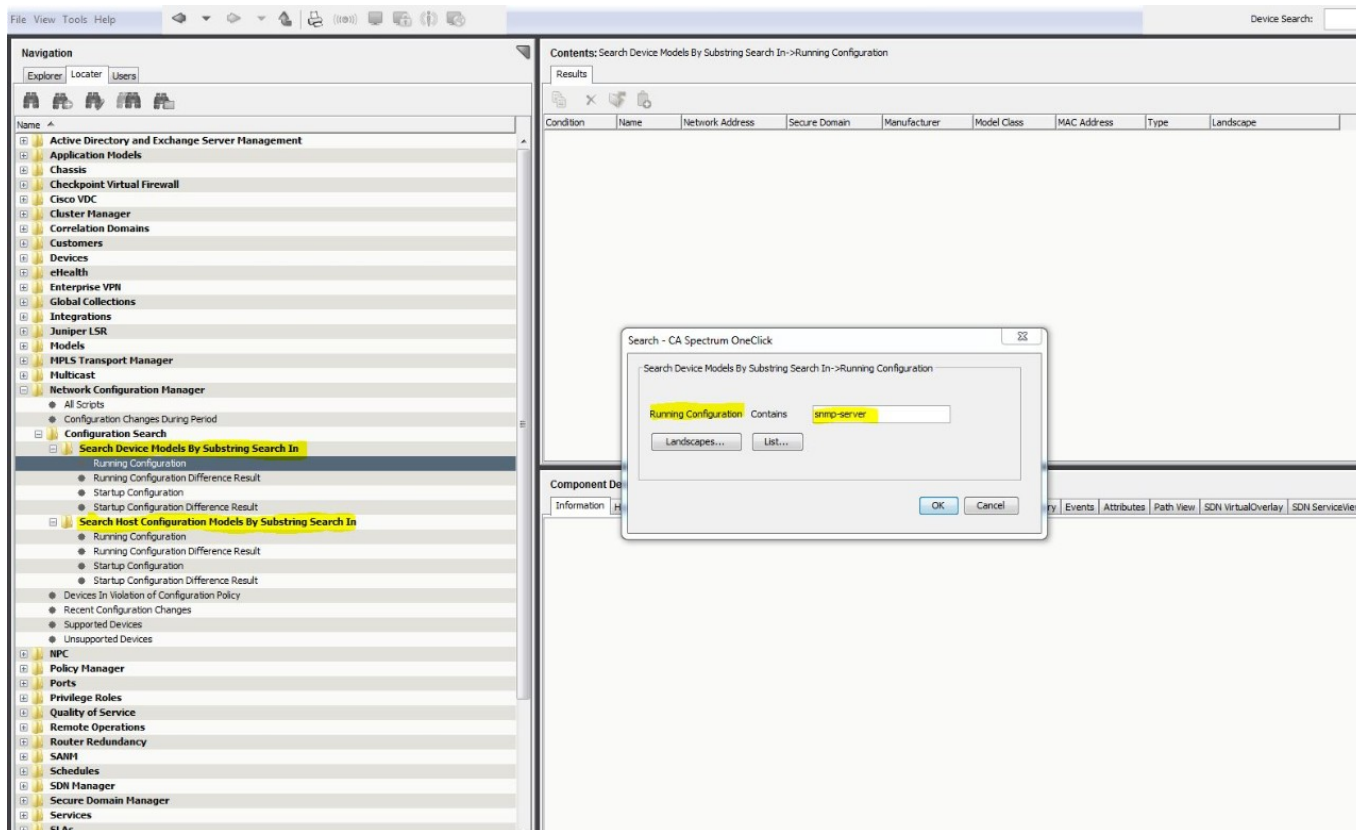 File View Tools Help
Device Search:
Navigation
Explorer Locater Users
Name
Active Directory and Exchange Server Management
Application Models
Chassis
Checkpoint Virtual Firewall
Cisco VDC
Cluster Manager
Correlation Domains
Customers
Devices
eHealth
Enterprise VPN
Global Collections
Integrations
Juniper LSR
Models
MPLS Transport Manager
Multicast
Network Configuration Manager
All Scripts
Configuration Changes During Period
Configuration Search
Search Device Models By Substring Search In
Running Configuration
Running Configuration Difference Result
Startup Configuration
Startup Configuration Difference Result
Search Host Configuration Models By Substring Search In
Running Configuration
Running Configuration Difference Result
Startup Configuration
Startup Configuration Difference Result
Devices In Violation of Configuration Policy
Recent Configuration Changes
Supported Devices
Unsupported Devices
NPC
Policy Manager
Ports
Privilege Roles
Quality of Service
Remote Operations
Router Redundancy
SANM
Schedules
SDN Manager
Secure Domain Manager
Services
SLAs
Contents: Search Device Models By Substring Search In->Running Configuration
Results
Condition Name Network Address Secure Domain Manufacturer Model Class MAC Address Type Landscape
Search - CA Spectrum OneClick
Search Device Models By Substring Search In->Running Configuration
Running Configuration Contains snmp-server
Landscapes... List...
OK Cancel
Component De
Information H ry Events Attributes Path View SDN VirtualOverlay SDN ServiceVie